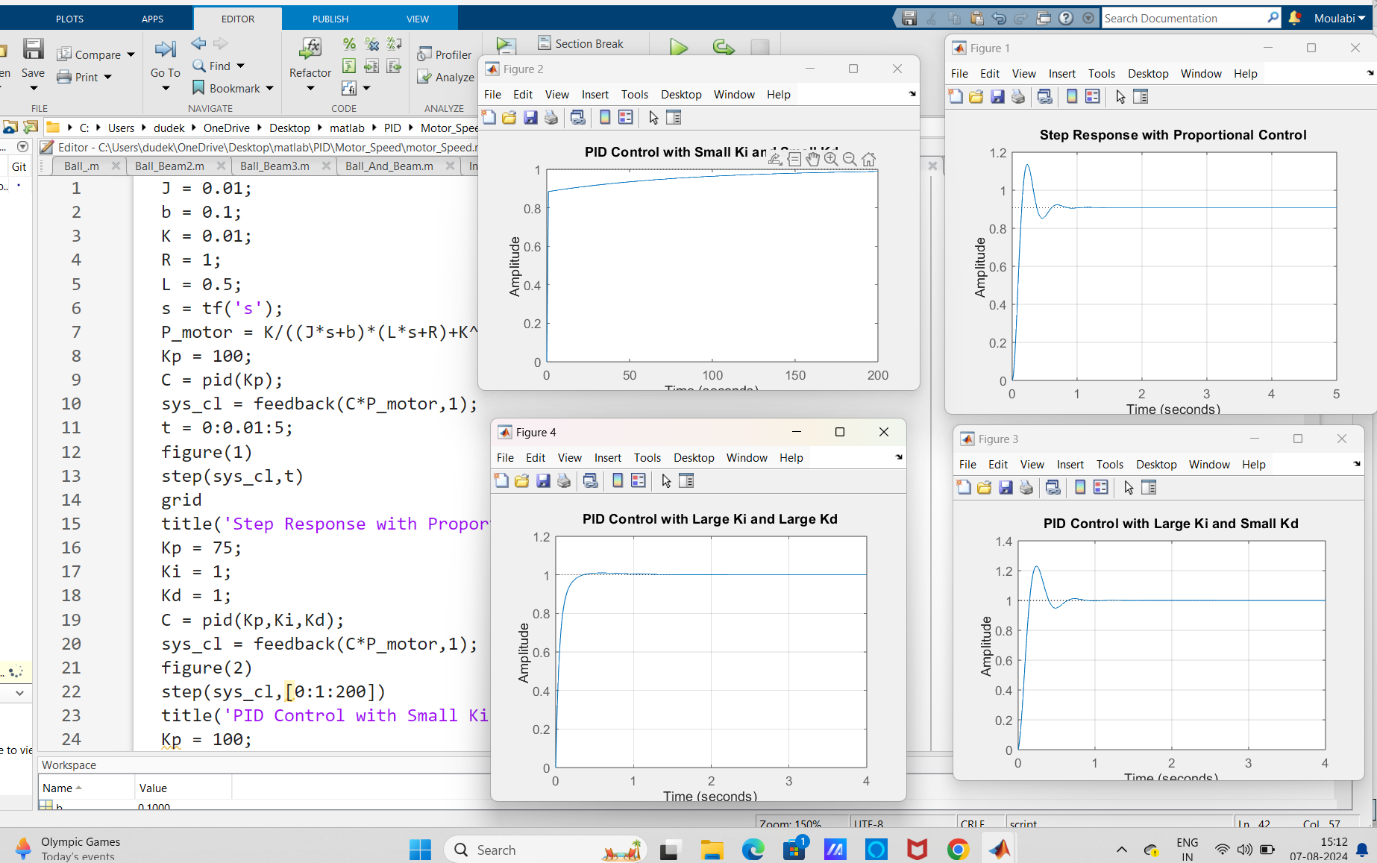 PLOTS APPS EDITOR PUBLISH VIEW
Search Documentation
Moulabi
Save
Compare
Print
Go To
Find
Bookmark
Refactor
Profiler
Analyze
Section Break
FILE NAVIGATE CODE ANALYZE
C: Users dudek OneDrive Desktop matlab PID Motor_Spee
Editor - C:\Users\dudek\OneDrive\Desktop\matlab\PID\Motor_Speed\motor_Speed.
Git
Ball_.m Ball_Beam2.m Ball_Beam3.m Ball_And_Beam.m
1 J = 0.01;
2 b = 0.1;
3 K = 0.01;
4 R = 1;
5 L = 0.5;
6 s = tf('s');
7 P_motor = K/((J*s+b)*(L*s+R)+K^
8 Kp = 100;
9 C = pid(Kp);
10 sys_cl = feedback(C*P_motor,1);
11 t = 0:0.01:5;
12 figure(1)
13 step(sys_cl,t)
14 grid
15 title('Step Response with Propor
16 Kp = 75;
17 Ki = 1;
18 Kd = 1;
19 C = pid(Kp,Ki,Kd);
20 sys_cl = feedback(C*P_motor,1);
21 figure(2)
22 step(sys_cl,[0:1:200])
23 title('PID Control with Small Ki
24 Kp = 100;
Workspace
Name Value
b 0.1000
Figure 2
File Edit View Insert Tools Desktop Window Help
PID Control with Small Ki and
1
0.8
0.6
0.4
0.2
0
Amplitude
0 50 100 150 200
Time (seconds)
Figure 1
File Edit View Insert Tools Desktop Window Help
Step Response with Proportional Control
1.2
1
0.8
0.6
0.4
0.2
0
Amplitude
0 1 2 3 4 5
Time (seconds)
Figure 4
File Edit View Insert Tools Desktop Window Help
PID Control with Large Ki and Large Kd
1.2
1
0.8
0.6
0.4
0.2
0
Amplitude
0 1 2 3 4
Time (seconds)
Figure 3
File Edit View Insert Tools Desktop Window Help
PID Control with Large Ki and Small Kd
1.4
1.2
1
0.8
0.6
0.4
0.2
0
Amplitude
0 1 2 3 4
Time (seconds)
Zoom: 150% UTF-8 CRLF script Ln 42 Col 57
Olympic Games
Today's events
Search
1
ENG
IN
15:12
07-08-2024